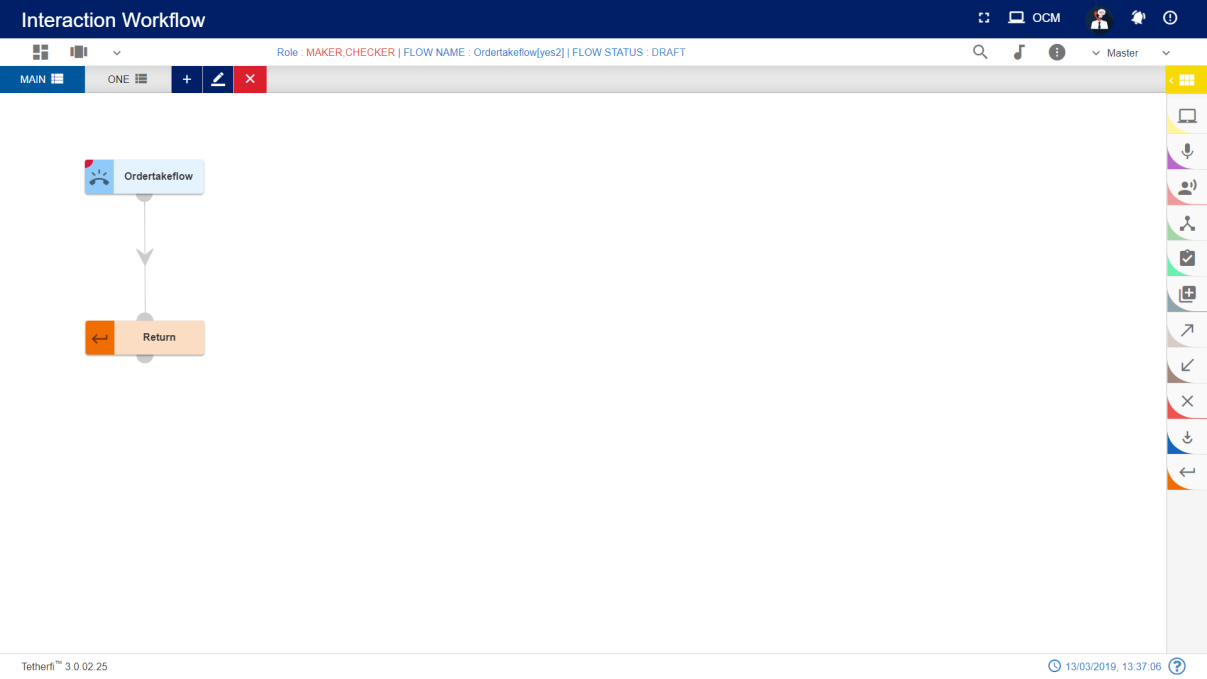 Interaction Workflow
OCM
Role : MAKER,CHECKER | FLOW NAME : Ordertakeflow[yes2] | FLOW STATUS : DRAFT
Master
MAIN
ONE
+
Ordertakeflow
Return
Tetherfi™ 3.0.02.25
13/03/2019, 13:37:06
?